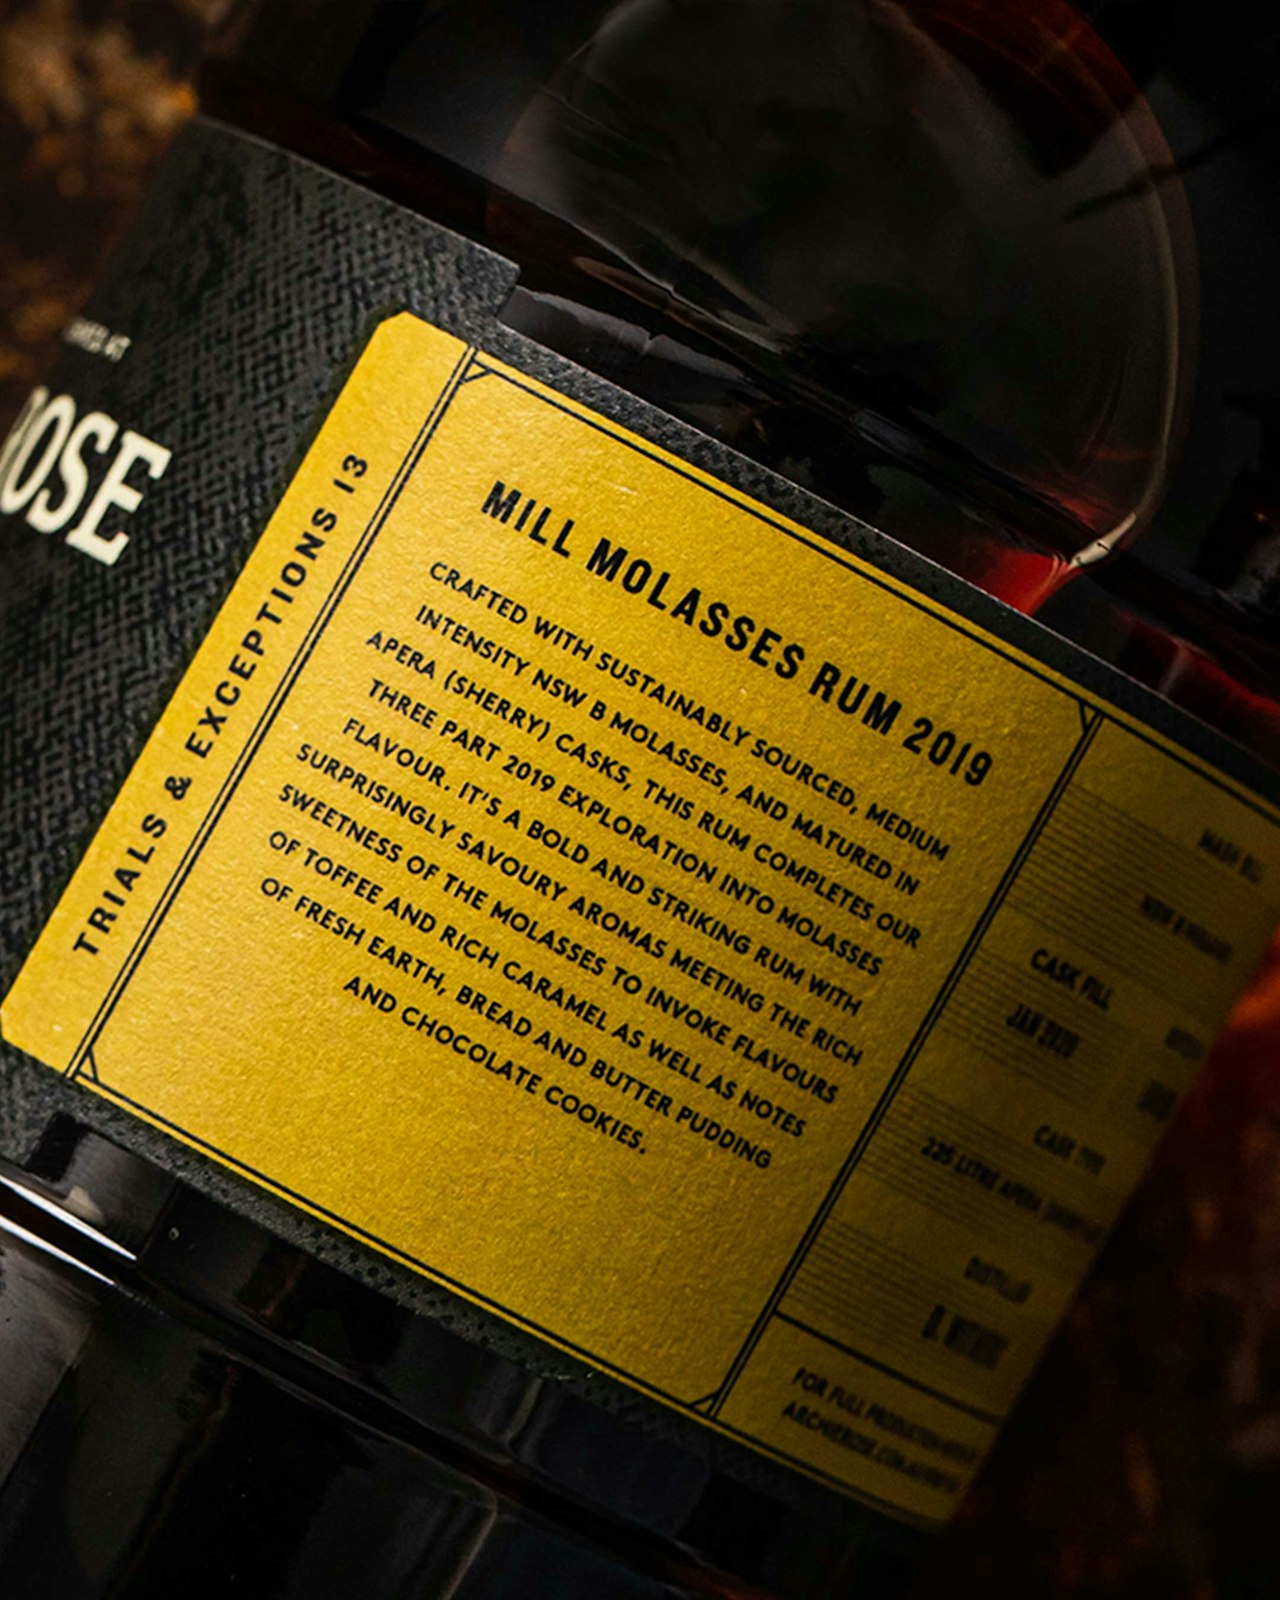 OSE
TRIALS & EXCEPTIONS 13
MILL MOLASSES RUM 2019
CRAFTED WITH SUSTAINABLY SOURCED, MEDIUM
INTENSITY NSW B MOLASSES, AND MATURED IN
APERA (SHERRY) CASKS, THIS RUM COMPLETES OUR
THREE PART 2019 EXPLORATION INTO MOLASSES
FLAVOUR. IT'S A BOLD AND STRIKING RUM WITH
SURPRISINGLY SAVOURY AROMAS MEETING THE RICH
SWEETNESS OF THE MOLASSES TO INVOKE FLAVOURS
OF TOFFEE AND RICH CARAMEL AS WELL AS NOTES
OF FRESH EARTH, BREAD AND BUTTER PUDDING
AND CHOCOLATE COOKIES.
CASK FILL
JAN 2020
CASK TYPE
225 LITRE APERA
FOR FULL PRODUCTION